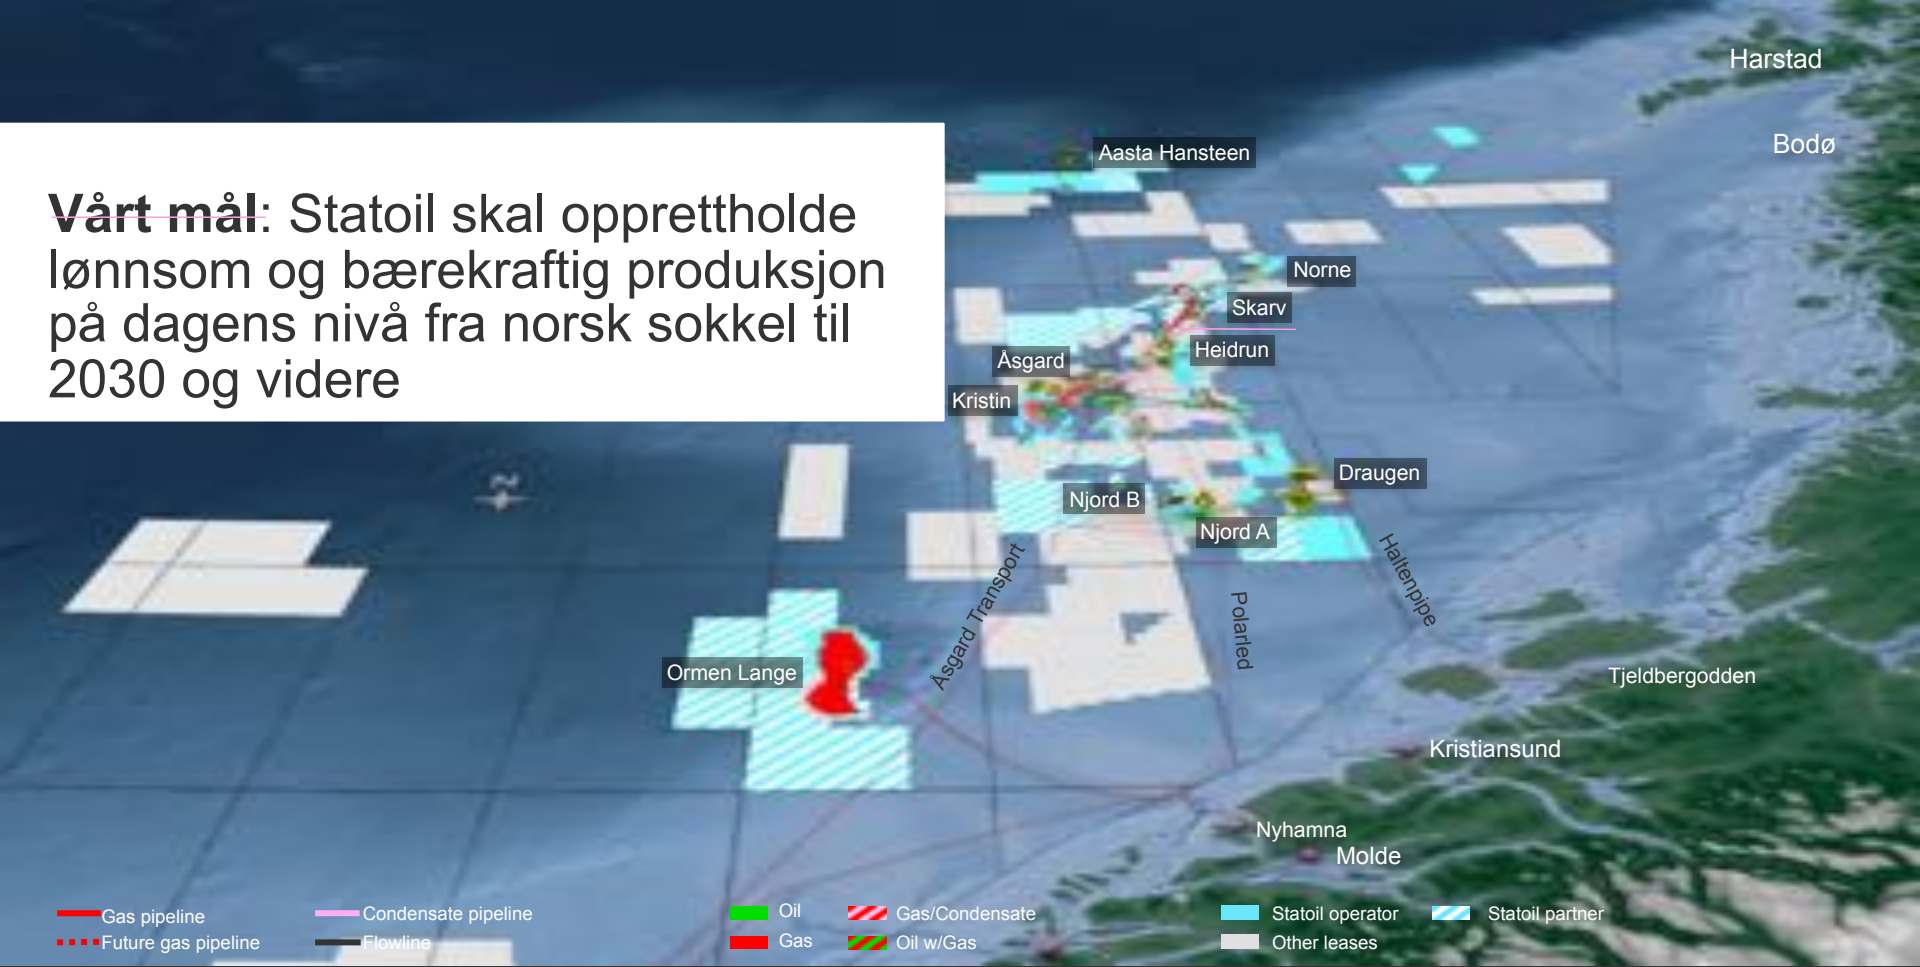 Harstad
Bodø
Aasta Hansteen
Vårt mål: Statoil skal opprettholde
lønnsom og bærekraftig produksjon
på dagens nivå fra norsk sokkel til
2030 og videre
Norne
Skarv
Heidrun
Åsgard
Kristin
Draugen
Njord B
Njord A
Åsgard Transport
Polarled
Haltenpipe
Ormen Lange
Tjeldbergodden
Kristiansund
Nyhamna
Molde
Gas pipeline
Future gas pipeline
Condensate pipeline
Flowline
Oil
Gas
Gas/Condensate
Oil w/Gas
Statoil operator
Other leases
Statoil partner